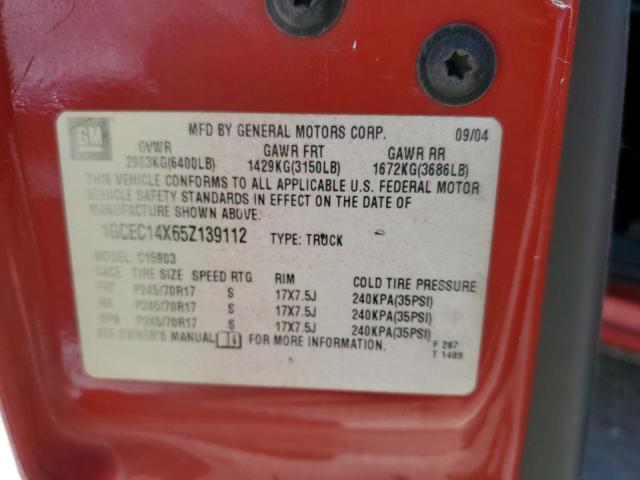 GM
MFD BY GENERAL MOTORS CORP. 09/04
GVWR GAWR FRT GAWR RR
2903KG(6400LB) 1429KG(3150LB) 1672KG(3686LB)
THIS VEHICLE CONFORMS TO ALL APPLICABLE U.S. FEDERAL MOTOR
VEHICLE SAFETY STANDARDS IN EFFECT ON THE DATE OF
MANUFACTURE SHOWN ABOVE.
1GCEC14X65Z139112 TYPE: TRUCK
MODEL: C15903
TIRE SIZE SPEED RTG RIM COLD TIRE PRESSURE
FRT P245/70R17 S 17X7.5J 240KPA(35PSI)
RR P245/70R17 S 17X7.5J 240KPA(35PSI)
SPA P245/70R17 S 17X7.5J 240KPA(35PSI)
SEE OWNER'S MANUAL FOR MORE INFORMATION. F 287
T 1489